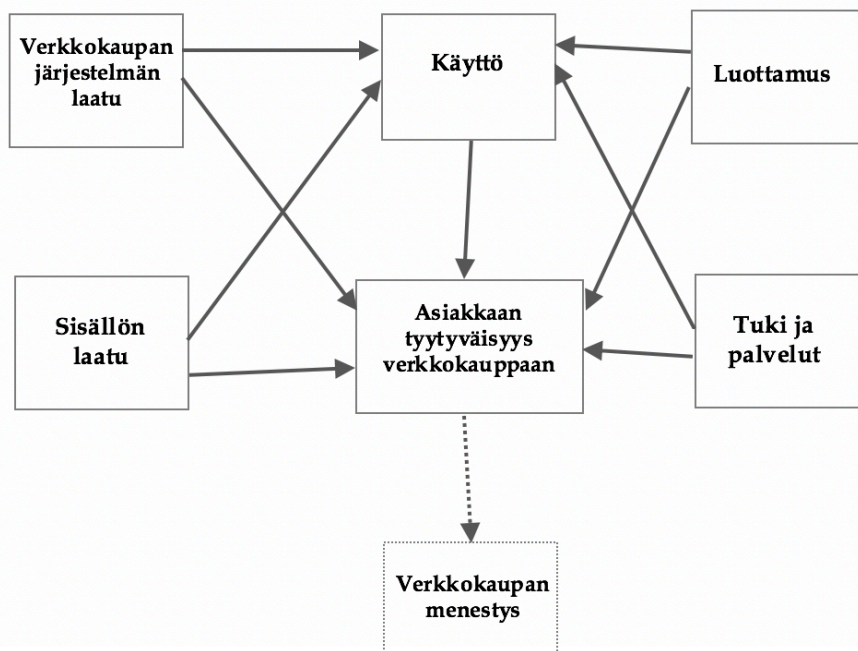 Verkkokaupan
järjestelmän
laatu
Käyttö
Luottamus
Sisällön
laatu
Asiakkaan
tyytyväisyys
verkkokauppaan
Tuki ja
palvelut
Verkkokaupan
menestys